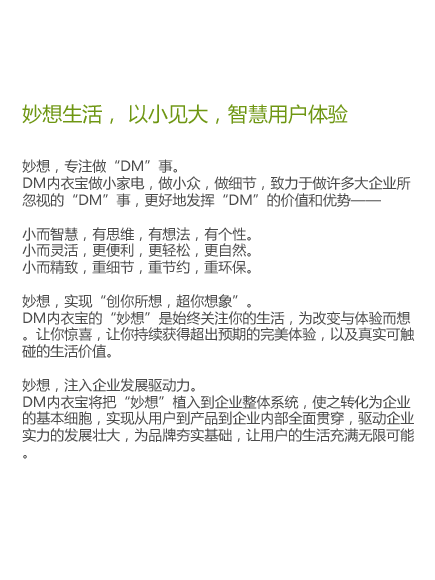 妙想生活， 以小见大，智慧用户体验
妙想，专注做“DM”事。
DM内衣宝做小家电，做小众，做细节，致力于做许多大企业所
忽视的“DM”事，更好地发挥“DM”的价值和优势——
小而智慧，有思维，有想法，有个性。
小而灵活，更便利，更轻松，更自然。
小而精致，重细节，重节约，重环保。
妙想，实现“创你所想，超你想象”。
DM内衣宝的“妙想”是始终关注你的生活，为改变与体验而想
。让你惊喜，让你持续获得超出预期的完美体验，以及真实可触
碰的生活价值。
妙想，注入企业发展驱动力。
DM内衣宝将把“妙想”植入到企业整体系统，使之转化为企业
的基本细胞，实现从用户到产品到企业内部全面贯穿，驱动企业
实力的发展壮大，为品牌夯实基础，让用户的生活充满无限可能
。